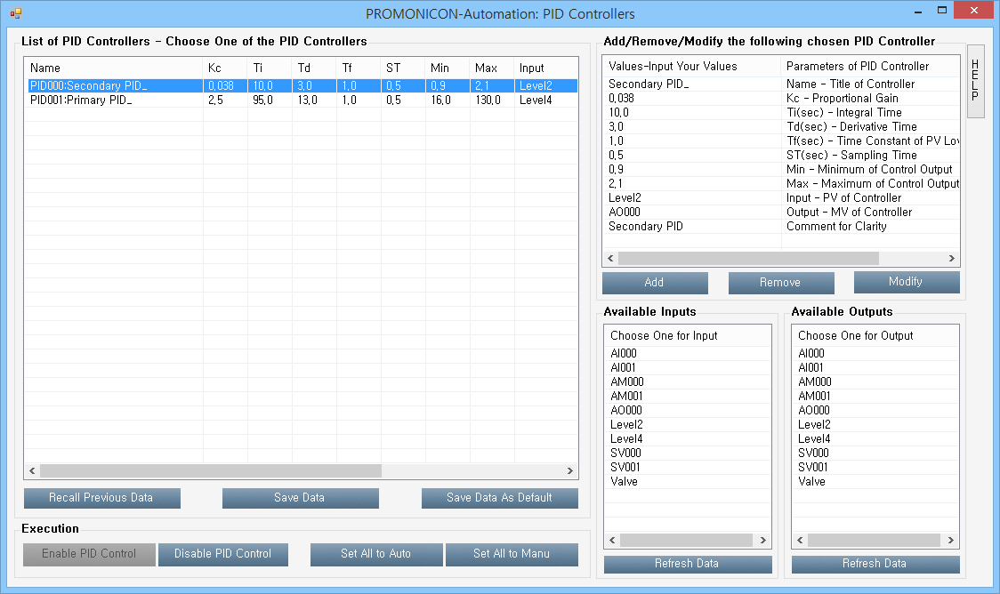 PROMONICON-Automation: PID Controllers
List of PID Controllers - Choose One of the PID Controllers
Name Kc Ti Td Tf ST Min Max Input
PID000:Secondary PID_ 0,038 10,0 3,0 1,0 0,5 0,9 2,1 Level2
PID001:Primary PID_ 2,5 95,0 13,0 1,0 0,5 16,0 130,0 Level4
Recall Previous Data Save Data Save Data As Default
Execution
Enable PID Control Disable PID Control Set All to Auto Set All to Manu
Add/Remove/Modify the following chosen PID Controller
Values-Input Your Values Parameters of PID Controller
Secondary PID_ Name - Title of Controller
0,038 Kc - Proportional Gain
10,0 Ti(sec) - Integral Time
3,0 Td(sec) - Derivative Time
1,0 Tf(sec) - Time Constant of PV Lov
0,5 ST(sec) - Sampling Time
0,9 Min - Minimum of Control Output
2,1 Max - Maximum of Control Output
Level2 Input - PV of Controller
AO000 Output - MV of Controller
Secondary PID Comment for Clarity
Add Remove Modify
HELP
Available Inputs
Choose One for Input
AI000
AI001
AM000
AM001
AO000
Level2
Level4
SV000
SV001
Valve
Refresh Data
Available Outputs
Choose One for Output
AI000
AI001
AM000
AM001
AO000
Level2
Level4
SV000
SV001
Valve
Refresh Data